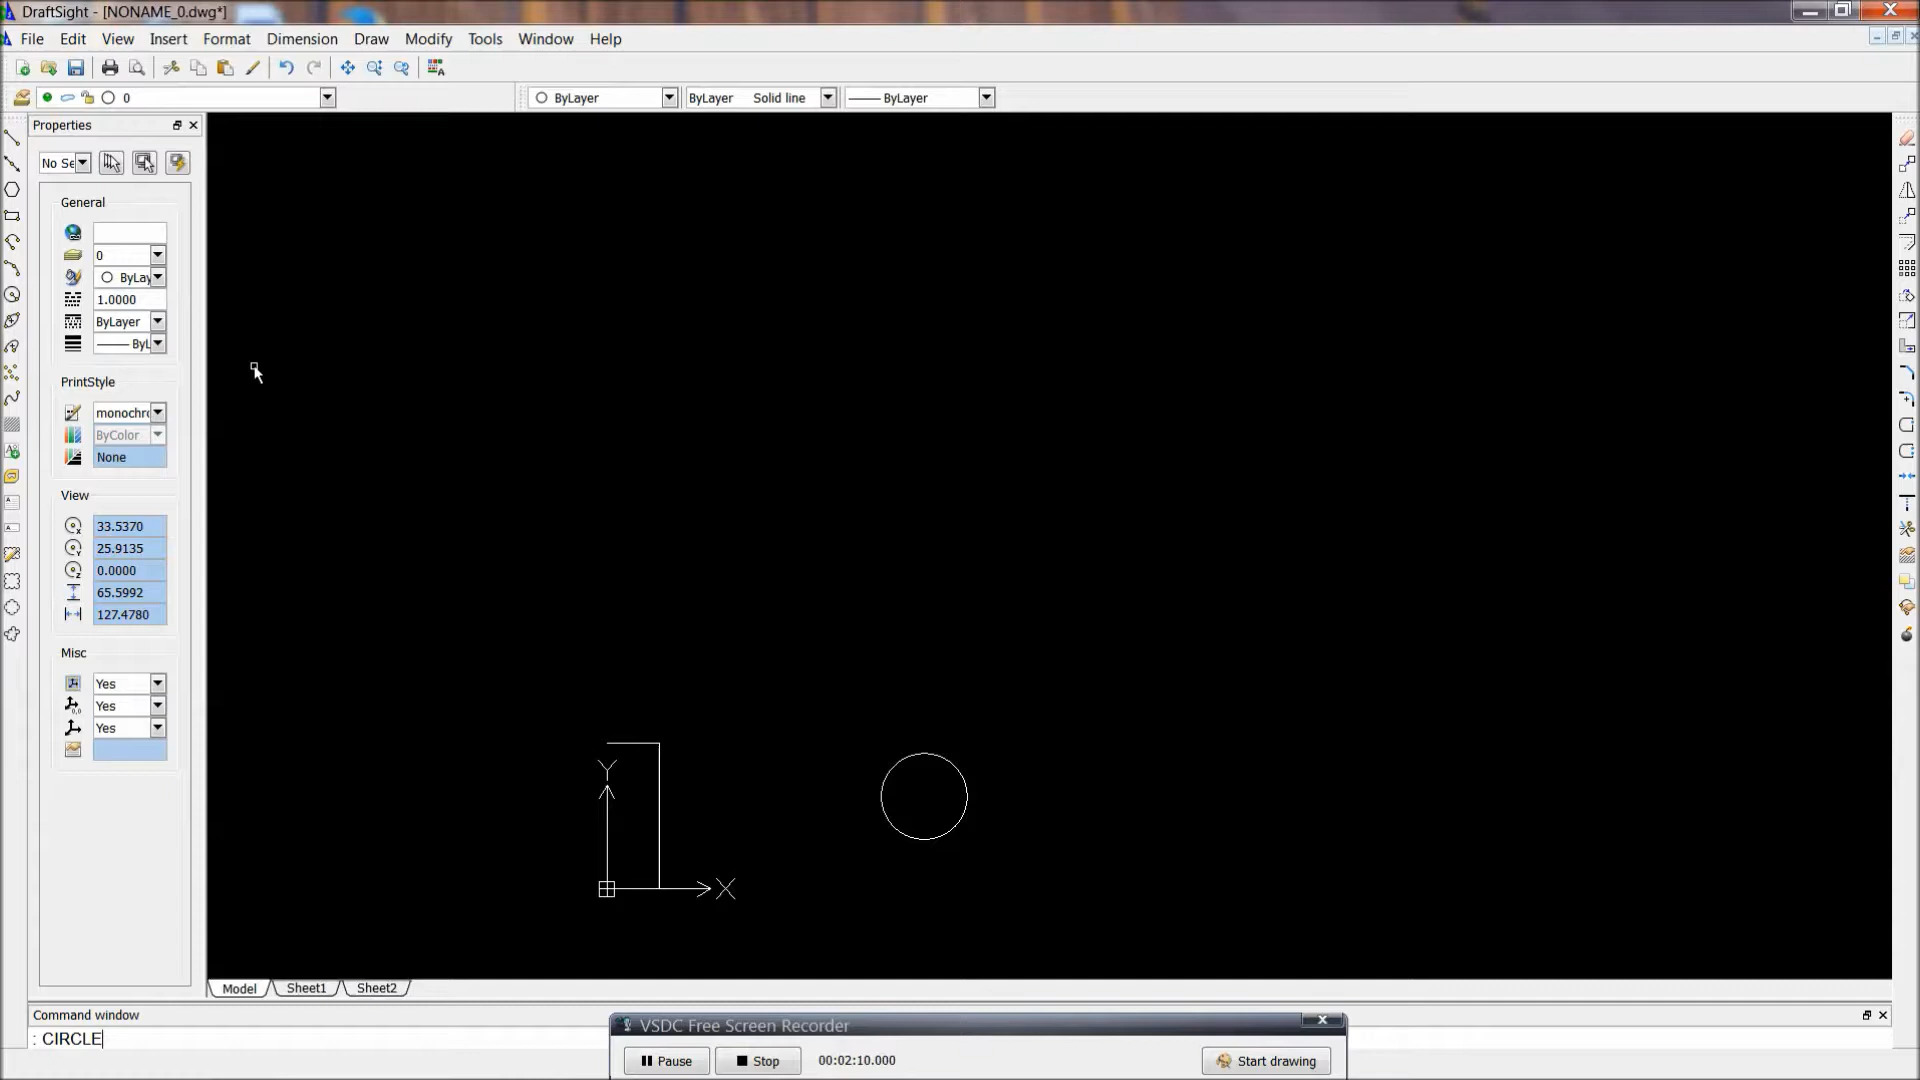 DraftSight - [NONAME_0.dwg*]
File Edit View Insert Format Dimension Draw Modify Tools Window Help
0 ByLayer ByLayer Solid line ByLayer
Properties
No Se
General
0
ByLay
1.0000
ByLayer
ByL
PrintStyle
monochro
ByColor
None
View
33.5370
25.9135
0.0000
65.5992
127.4780
Misc
Yes
Yes
Yes
Y
X
Model Sheet1 Sheet2
Command window
: CIRCLE
VSDC Free Screen Recorder
Pause Stop 00:02:10.000 Start drawing